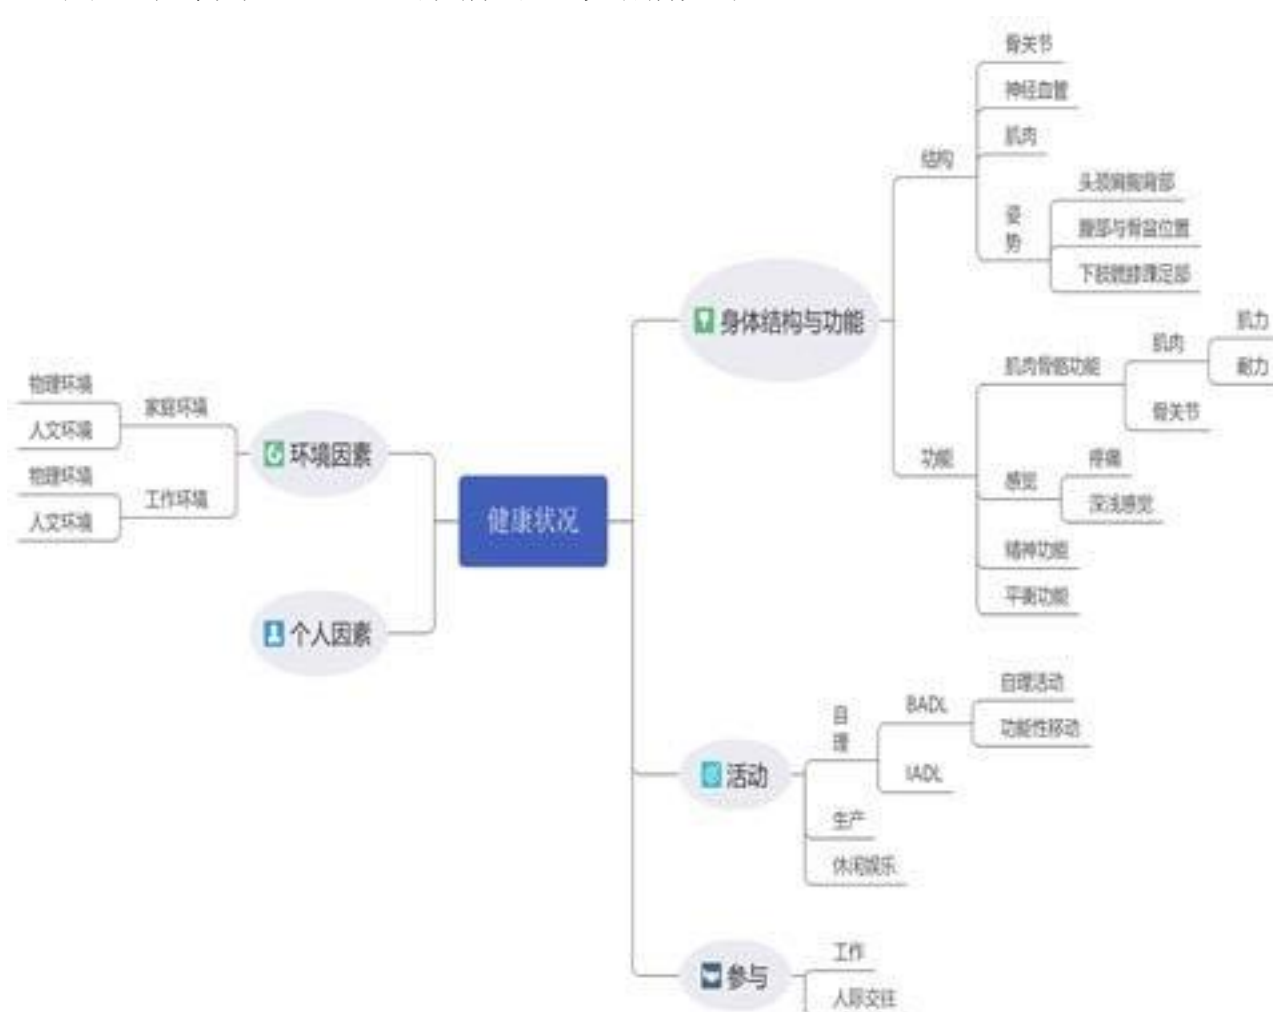 健康状况
身体结构与功能
结构
骨关节
神经血管
肌肉
姿势
头颈肩胸背部
腹部与骨盆位置
下肢髋膝踝足部
功能
肌肉骨骼功能
肌肉
肌力
耐力
骨关节
感觉
疼痛
深浅感觉
精神功能
平衡功能
活动
自理
BADL
自理活动
功能性移动
IADL
生产
休闲娱乐
参与
工作
人际交往
环境因素
家庭环境
物理环境
人文环境
工作环境
物理环境
人文环境
个人因素